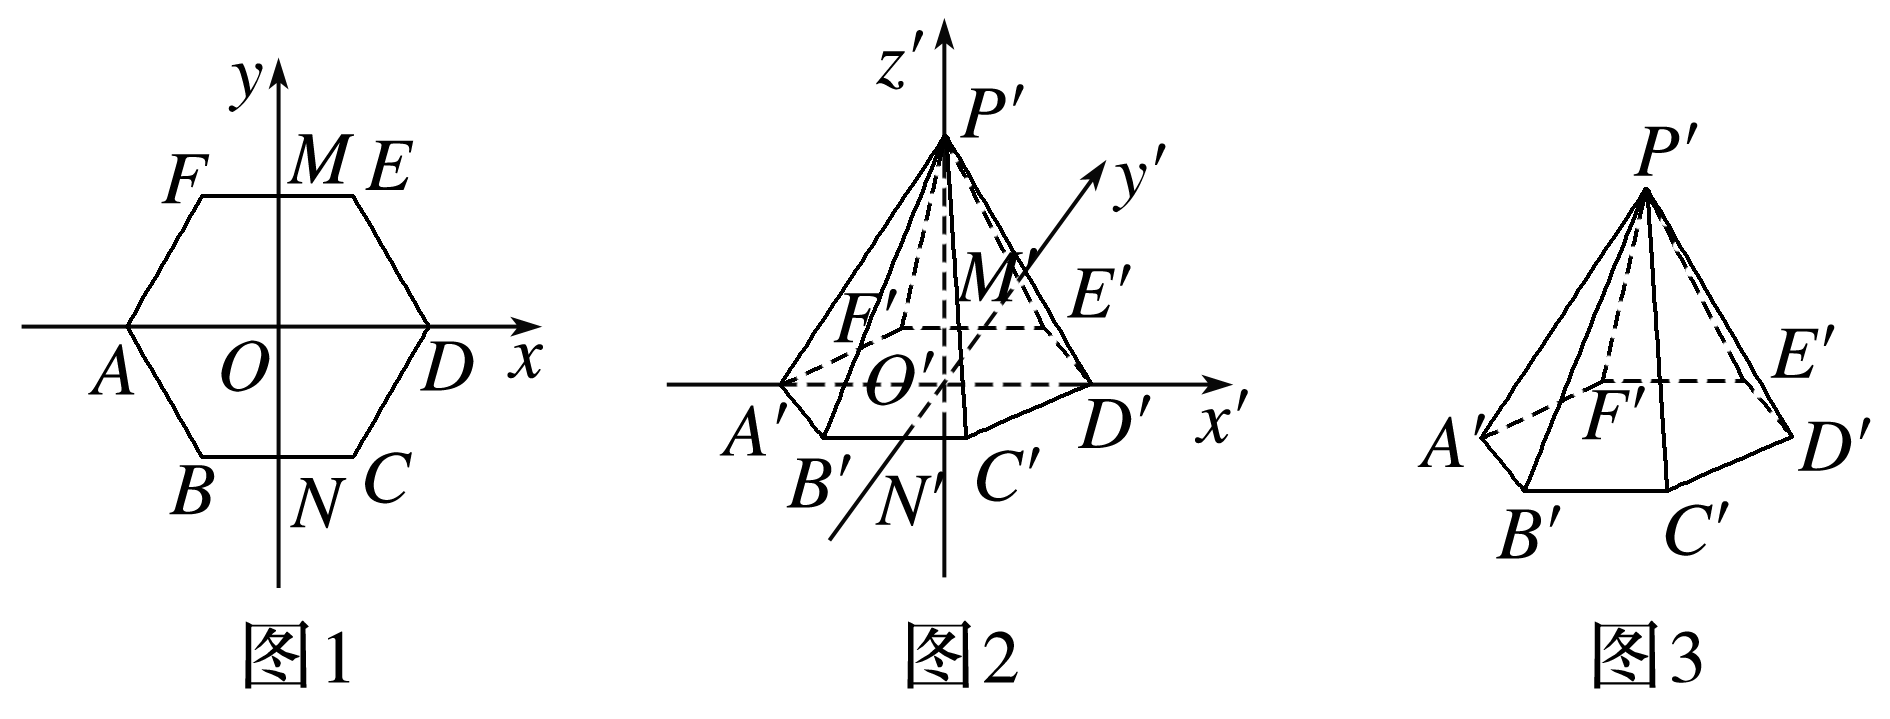 y
F M E
A O D x
B N C
图1
z′
P′
y′
M′ E′
F′
O′
A′ D′ x′
B′ N′ C′
图2
P′
E′
F′
A′ D′
B′ C′
图3